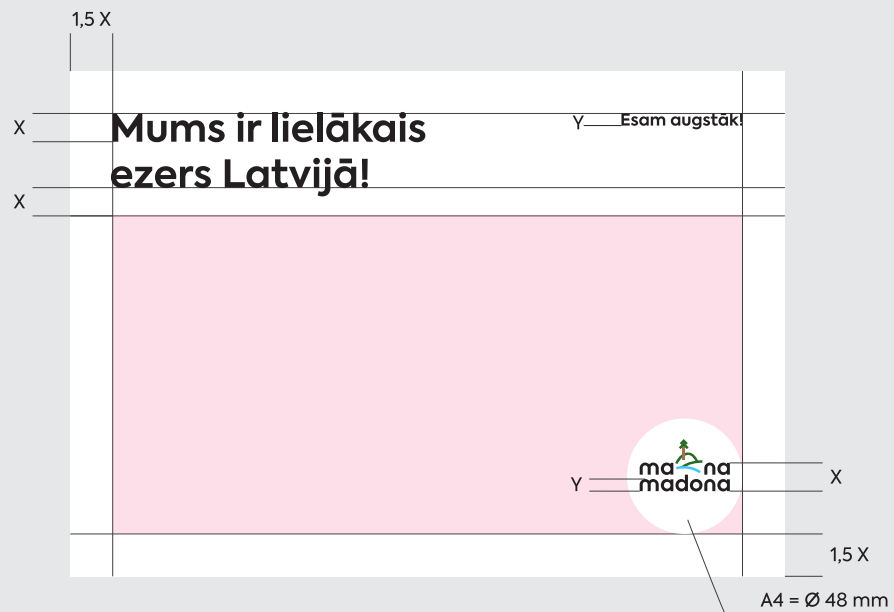 1,5 X
X
Mums ir lielākais
ezers Latvijā!
Y
Esam augstāk!
X
ma na
madona
Y
X
1,5 X
A4 = Ø 48 mm